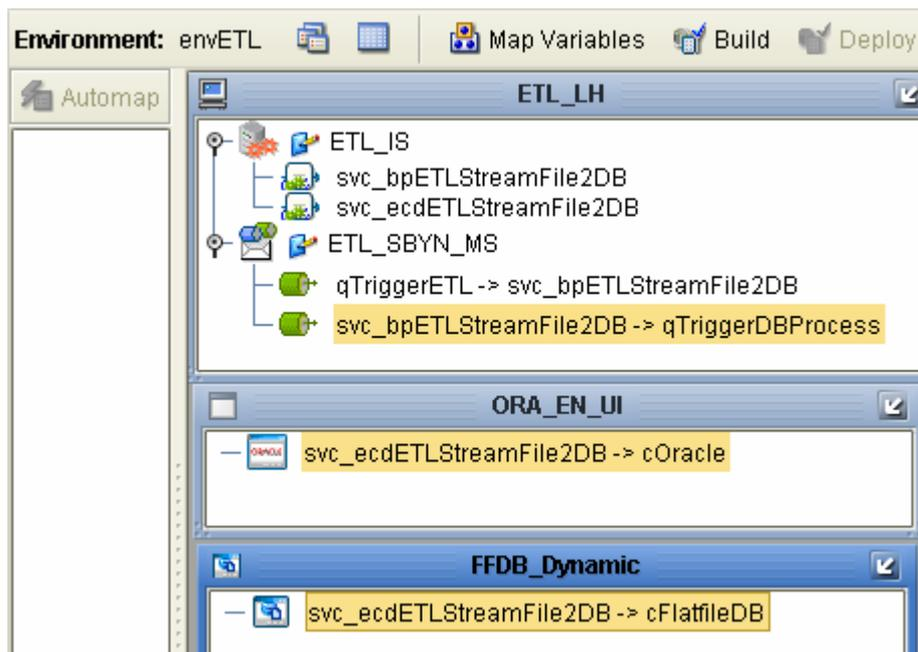 Environment: envETL Map Variables Build Deploy
Automap
ETL_LH
ETL_IS
svc_bpETLStreamFile2DB
svc_ecdETLStreamFile2DB
ETL_SBYN_MS
qTriggerETL -> svc_bpETLStreamFile2DB
svc_bpETLStreamFile2DB -> qTriggerDBProcess
ORA_EN_UI
ORACLE
svc_ecdETLStreamFile2DB -> cOracle
FFDB_Dynamic
svc_ecdETLStreamFile2DB -> cFlatfileDB